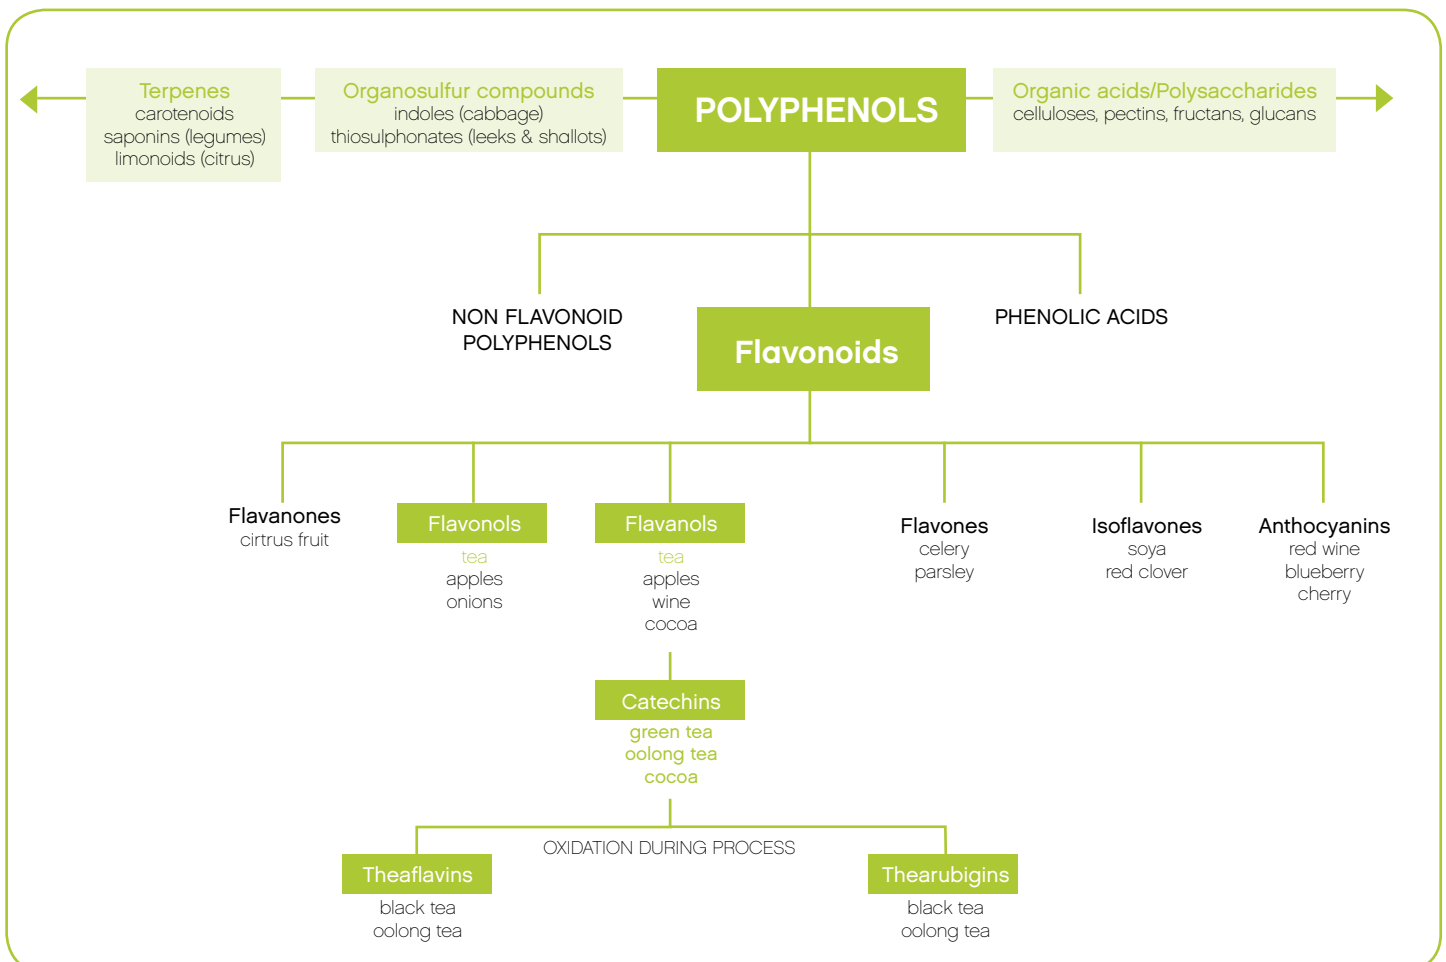 Terpenes
carotenoids
saponins (legumes)
limonoids (citrus)
Organosulfur compounds
indoles (cabbage)
thiosulphonates (leeks & shallots)
POLYPHENOLS
Organic acids/Polysaccharides
celluloses, pectins, fructans, glucans
NON FLAVONOID
POLYPHENOLS
Flavonoids
PHENOLIC ACIDS
Flavanones
cirtrus fruit
Flavonols
tea
apples
onions
Flavanols
tea
apples
wine
cocoa
Flavones
celery
parsley
Isoflavones
soya
red clover
Anthocyanins
red wine
blueberry
cherry
Catechins
green tea
oolong tea
cocoa
OXIDATION DURING PROCESS
Theaflavins
black tea
oolong tea
Thearubigins
black tea
oolong tea